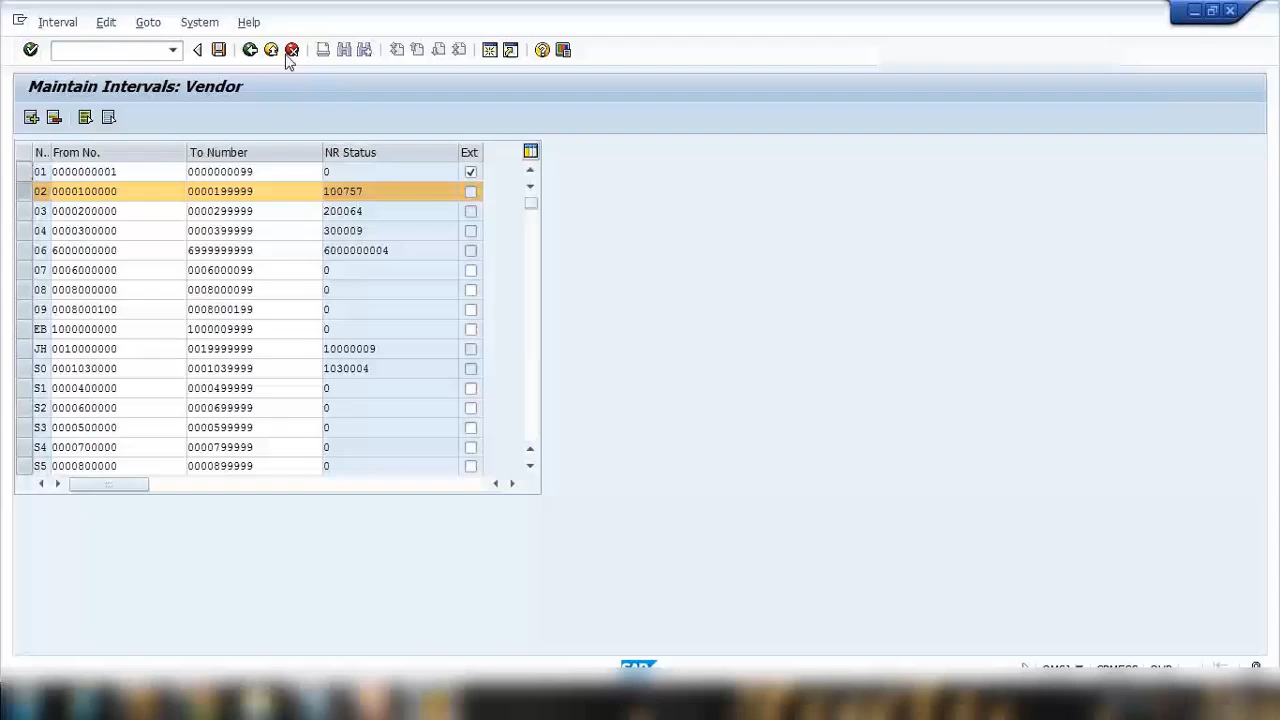 Interval Edit Goto System Help
Maintain Intervals: Vendor
N.. From No. To Number NR Status Ext
01 0000000001 0000000099 0
02 0000100000 0000199999 100757
03 0000200000 0000299999 200064
04 0000300000 0000399999 300009
06 6000000000 6999999999 6000000004
07 0006000000 0006000099 0
08 0008000000 0008000099 0
09 0008000100 0008000199 0
EB 1000000000 1000009999 0
JH 0010000000 0019999999 10000009
S0 0001030000 0001039999 1030004
S1 0000400000 0000499999 0
S2 0000600000 0000699999 0
S3 0000500000 0000599999 0
S4 0000700000 0000799999 0
S5 0000800000 0000899999 0
SAP